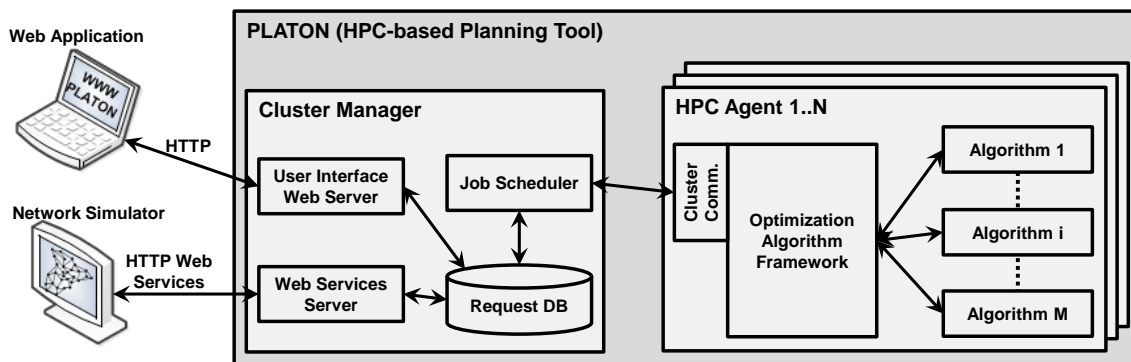 PLATON (HPC-based Planning Tool)
Web Application
WWW
PLATON
HTTP
Network Simulator
HTTP Web
Services
Cluster Manager
User Interface
Web Server
Job Scheduler
Web Services
Server
Request DB
HPC Agent 1..N
Cluster
Comm.
Optimization
Algorithm
Framework
Algorithm 1
Algorithm i
Algorithm M